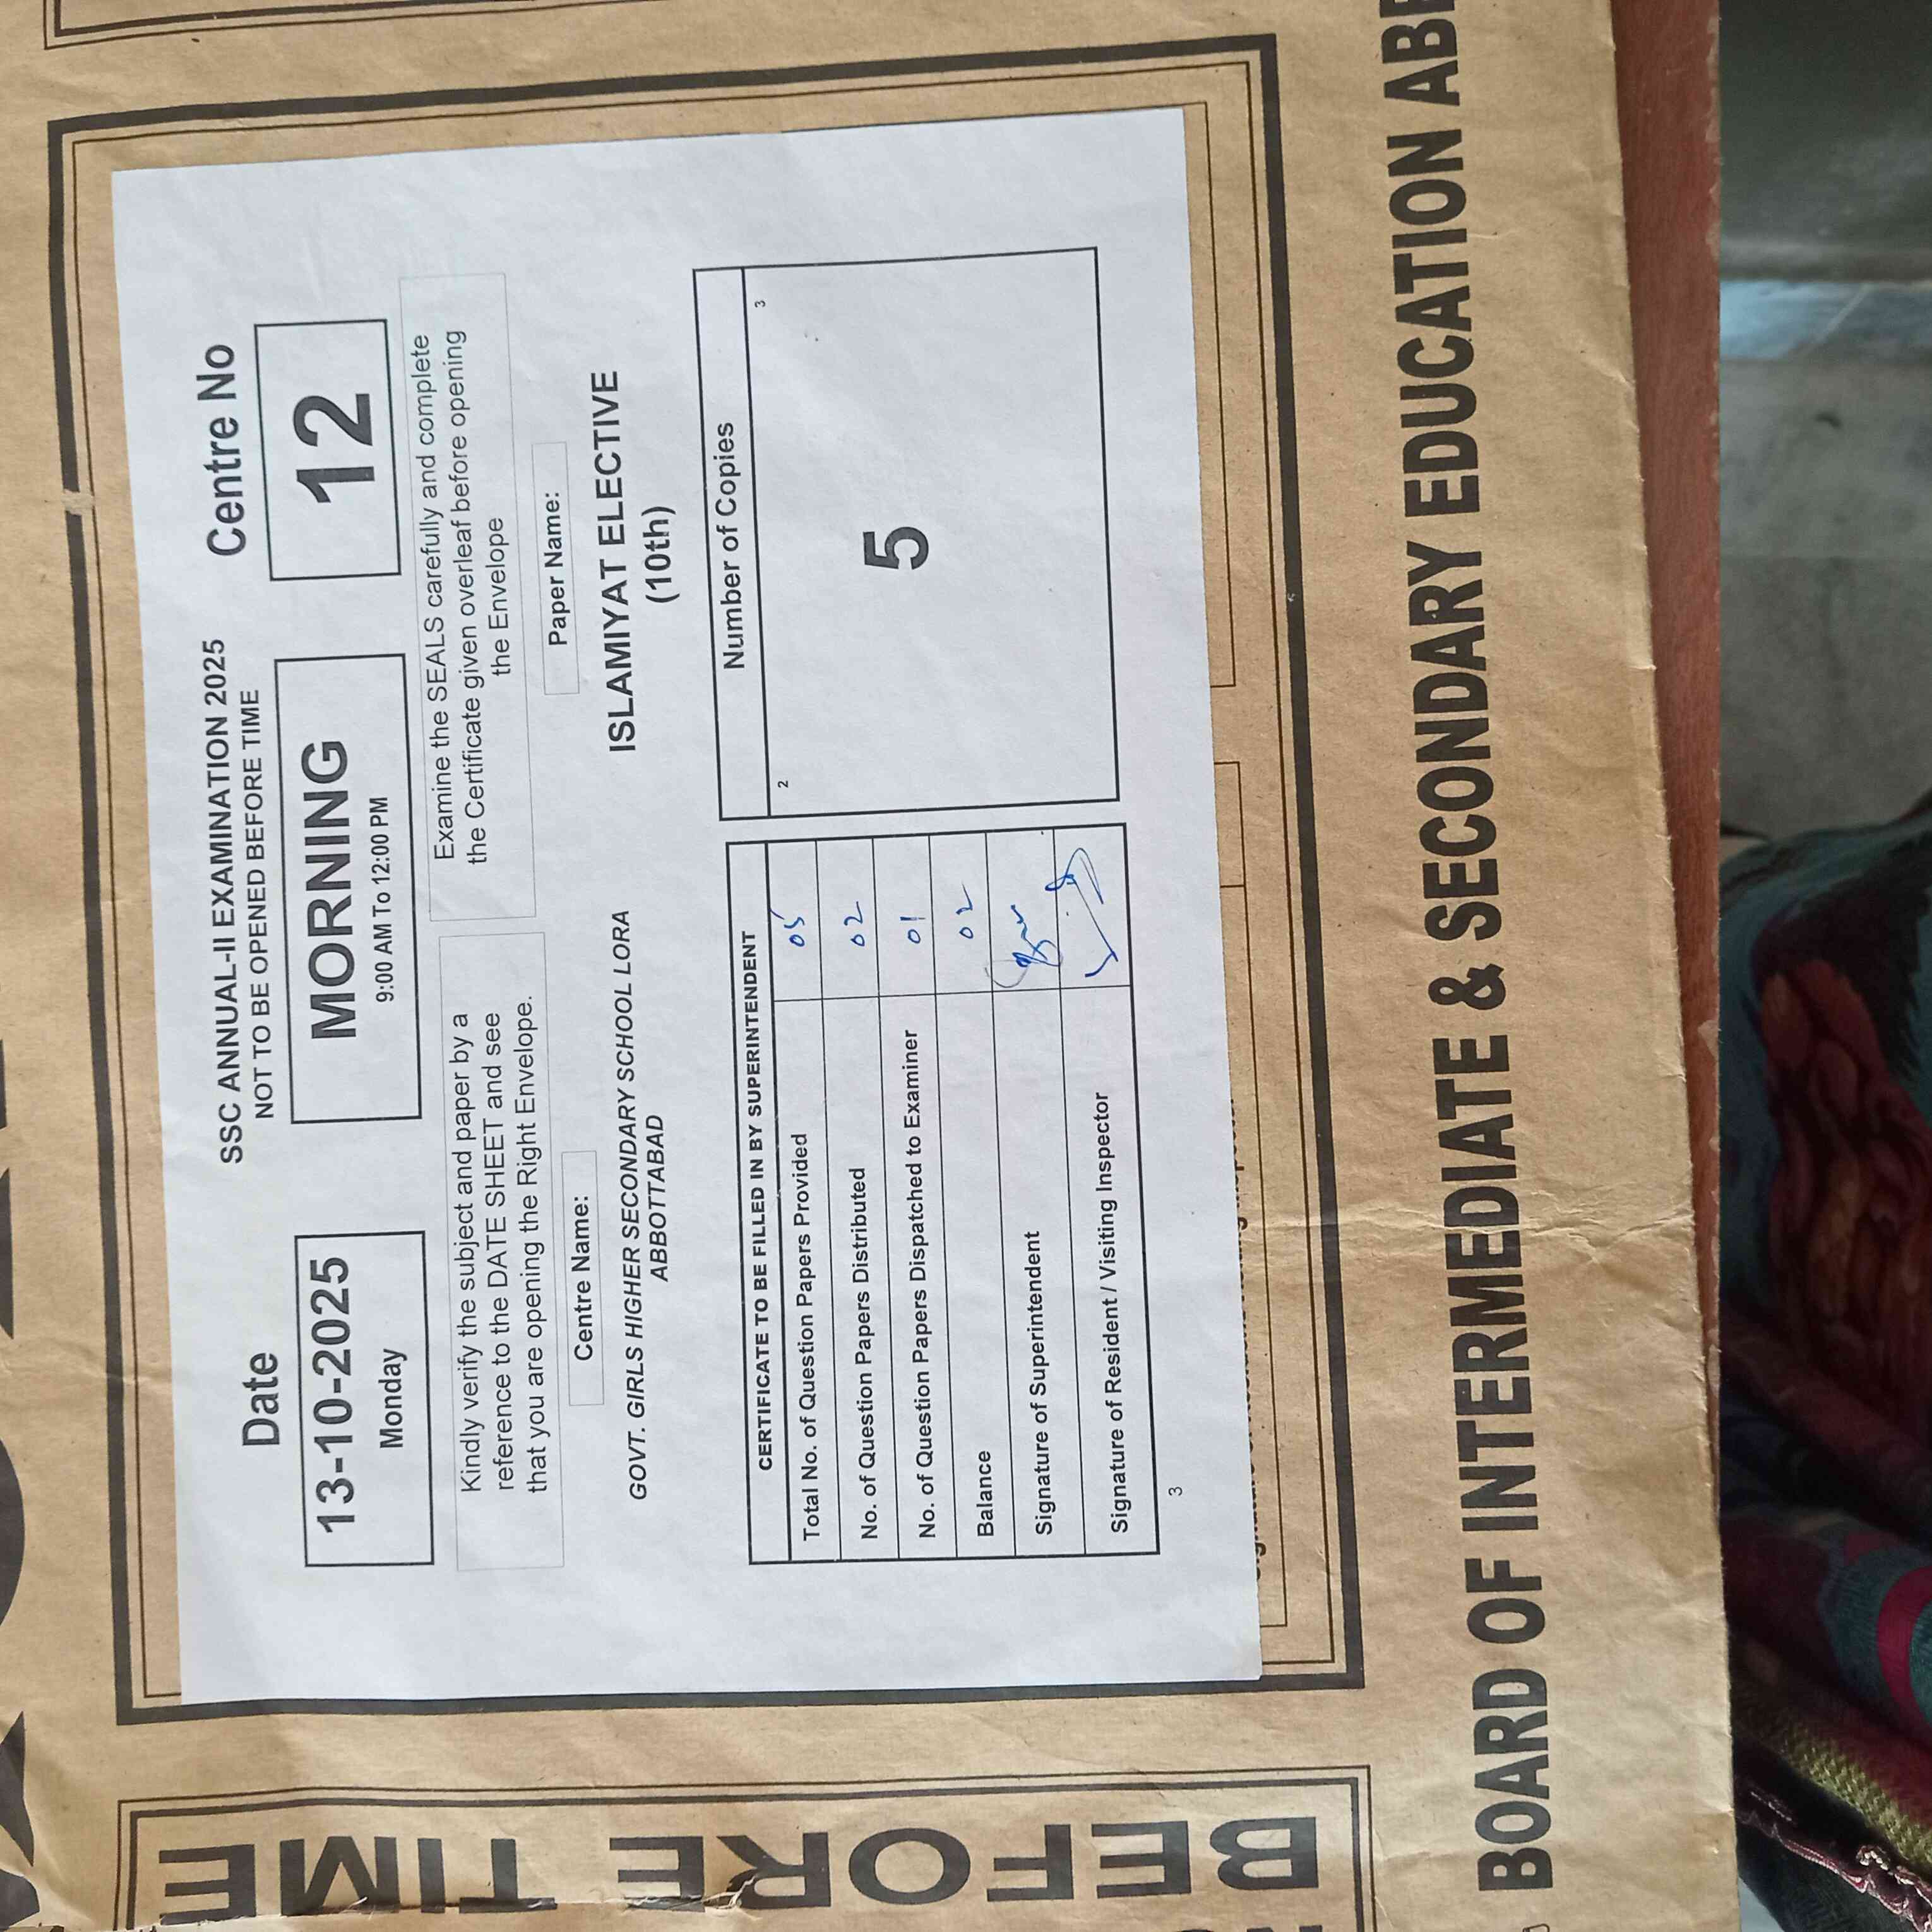 SSC ANNUAL-II EXAMINATION 2025
NOT TO BE OPENED BEFORE TIME
Date
Centre No
13-10-2025
Monday
MORNING
9:00 AM To 12:00 PM
12
Kindly verify the subject and paper by a
reference to the DATE SHEET and see
that you are opening the Right Envelope.
Examine the SEALS carefully and complete
the Certificate given overleaf before opening
the Envelope
Centre Name:
GOVT. GIRLS HIGHER SECONDARY SCHOOL LORA
ABBOTTABAD
Paper Name:
ISLAMIYAT ELECTIVE
(10th)
CERTIFICATE TO BE FILLED IN BY SUPERINTENDENT
Total No. of Question Papers Provided 05
No. of Question Papers Distributed 02
No. of Question Papers Dispatched to Examiner 01
Balance 02
Signature of Superintendent
Signature of Resident / Visiting Inspector
3
Number of Copies
2 3
5
BEFORE TIME
BOARD OF INTERMEDIATE & SECONDARY EDUCATION